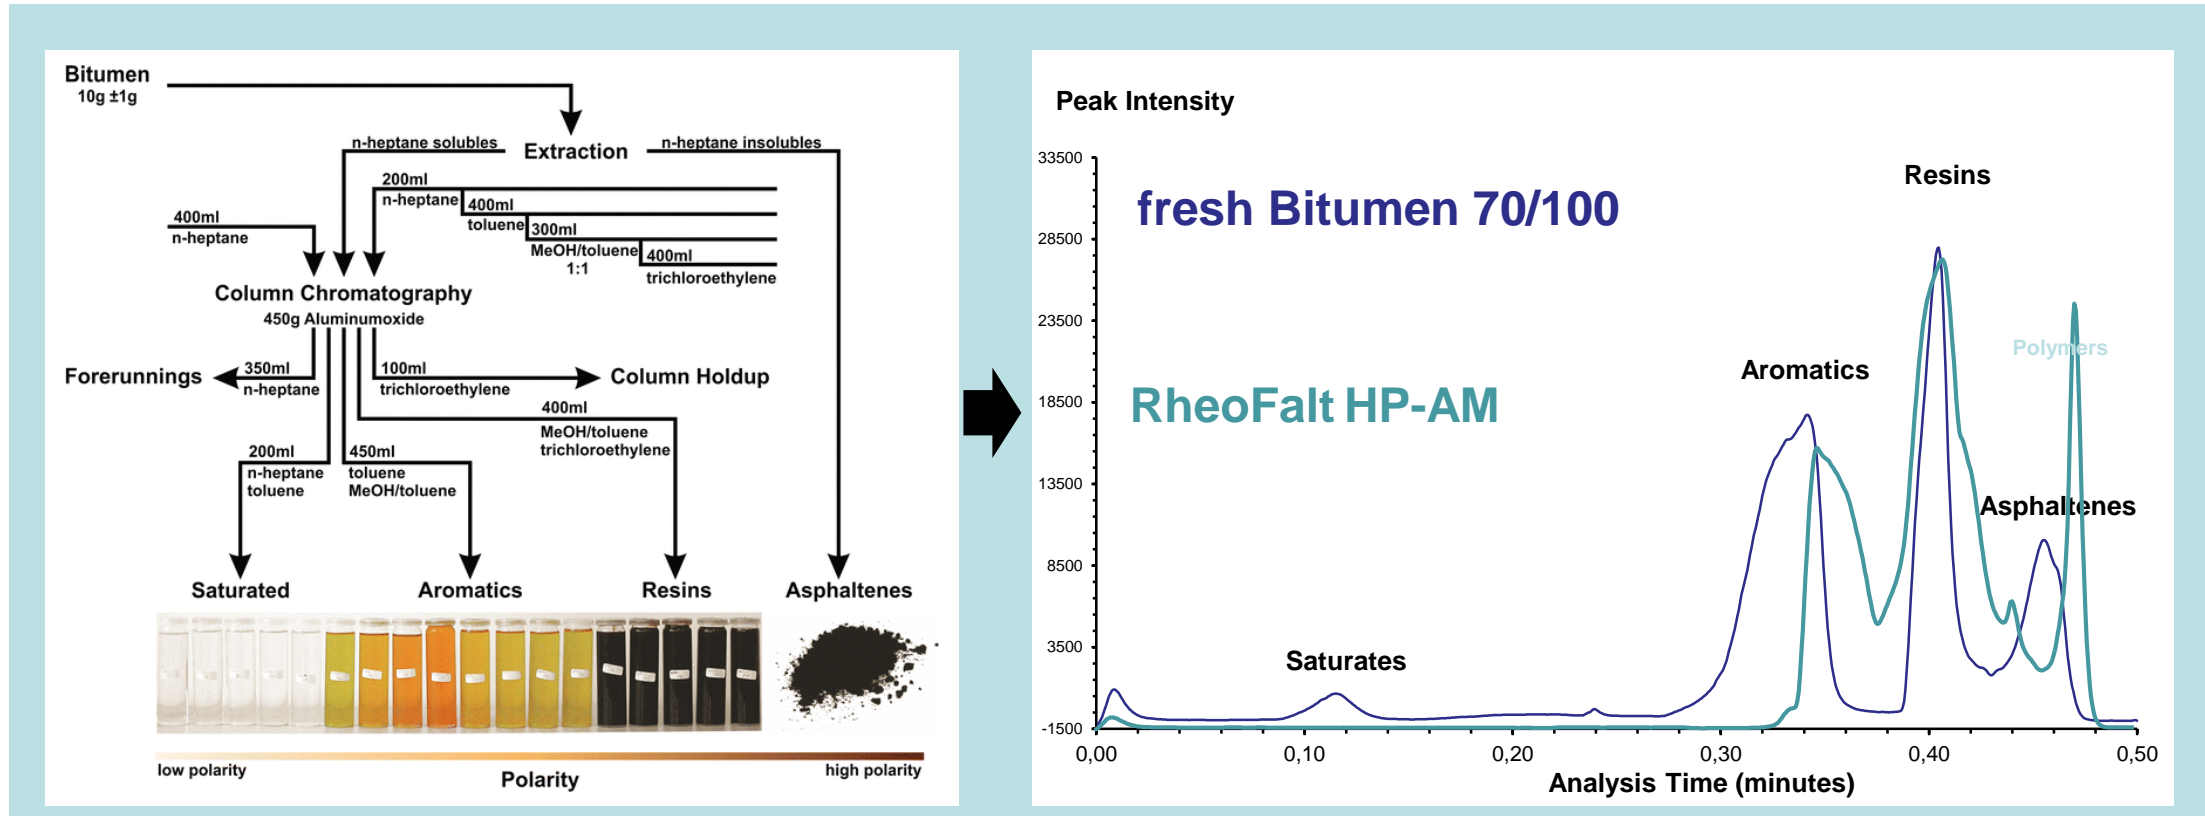 Bitumen
10g ±1g
n-heptane solubles
Extraction
n-heptane insolubles
200ml
n-heptane
400ml
toluene
300ml
MeOH/toluene
1:1
400ml
trichloroethylene
400ml
n-heptane
Column Chromatography
450g Aluminumoxide
Forerunnings
350ml
n-heptane
100ml
trichloroethylene
Column Holdup
400ml
MeOH/toluene
trichloroethylene
200ml
n-heptane
toluene
450ml
toluene
MeOH/toluene
Saturated
Aromatics
Resins
Asphaltenes
low polarity
Polarity
high polarity
Peak Intensity
33500
28500
23500
18500
13500
8500
3500
-1500
fresh Bitumen 70/100
RheoFalt HP-AM
Saturates
Aromatics
Resins
Polymers
Asphaltenes
0,00
0,10
0,20
0,30
0,40
0,50
Analysis Time (minutes)